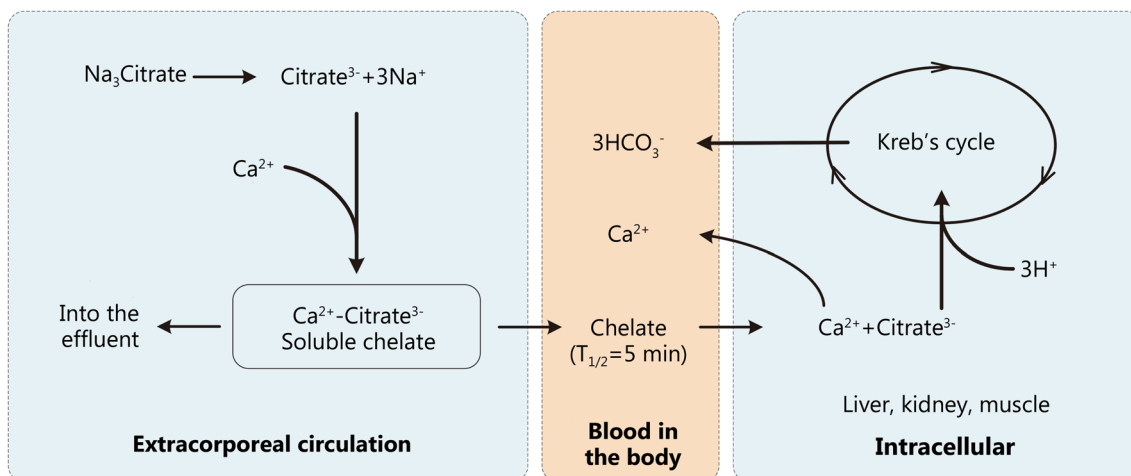 Na₃Citrate
Citrate³⁻+3Na⁺
Ca²⁺
Into the
effluent
Ca²⁺-Citrate³⁻
Soluble chelate
Extracorporeal circulation
3HCO₃⁻
Ca²⁺
Chelate
(T₁/₂=5 min)
Blood in
the body
Kreb's cycle
3H⁺
Ca²⁺+Citrate³⁻
Liver, kidney, muscle
Intracellular